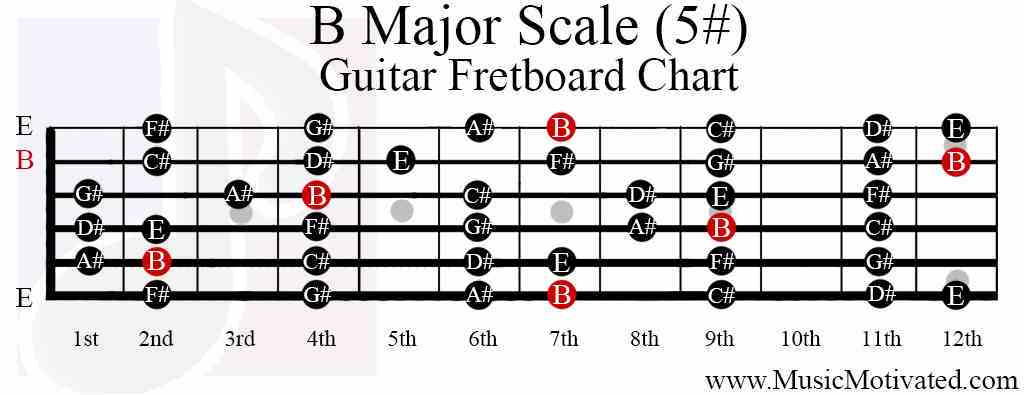 B Major Scale (5#)
Guitar Fretboard Chart
E F# G# A# B C# D# E
B C# D# E F# G# A# B
G# A# B C# D# E F#
D# E F# G# A# B C#
A# B C# D# E F# G#
E F# G# A# B C# D# E
1st 2nd 3rd 4th 5th 6th 7th 8th 9th 10th 11th 12th
www.MusicMotivated.com